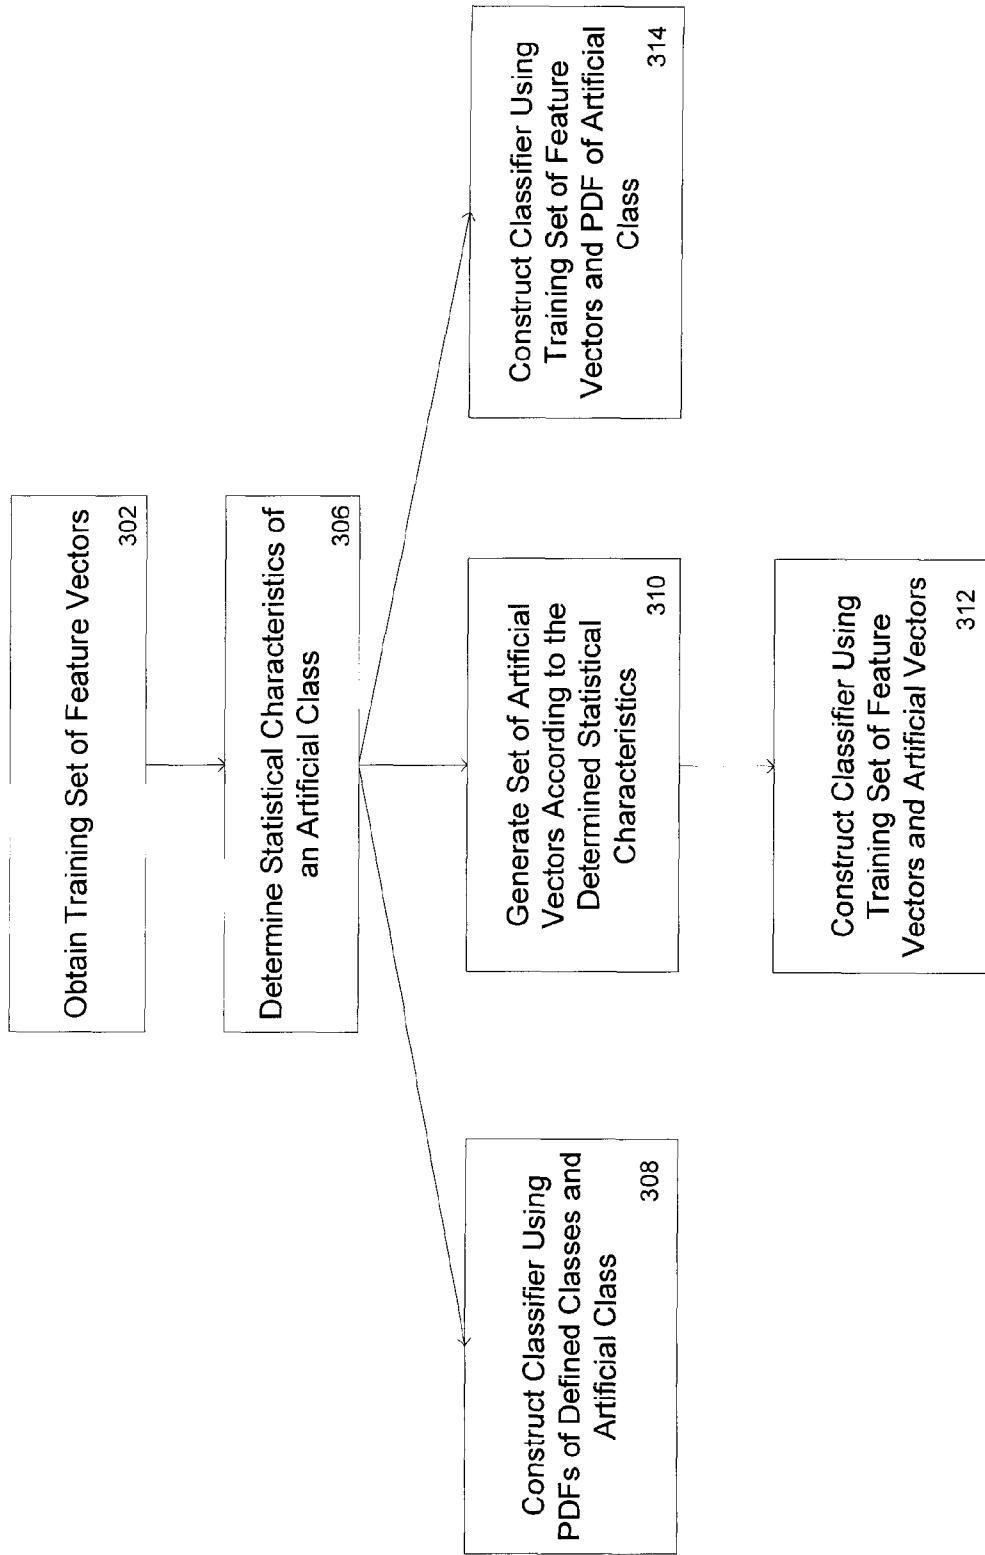 Obtain Training Set of Feature Vectors
302
Determine Statistical Characteristics of
an Artificial Class
306
Construct Classifier Using
PDFs of Defined Classes and
Artificial Class
308
Generate Set of Artificial
Vectors According to the
Determined Statistical
Characteristics
310
Construct Classifier Using
Training Set of Feature
Vectors and PDF of Artificial
Class
314
Construct Classifier Using
Training Set of Feature
Vectors and Artificial Vectors
312